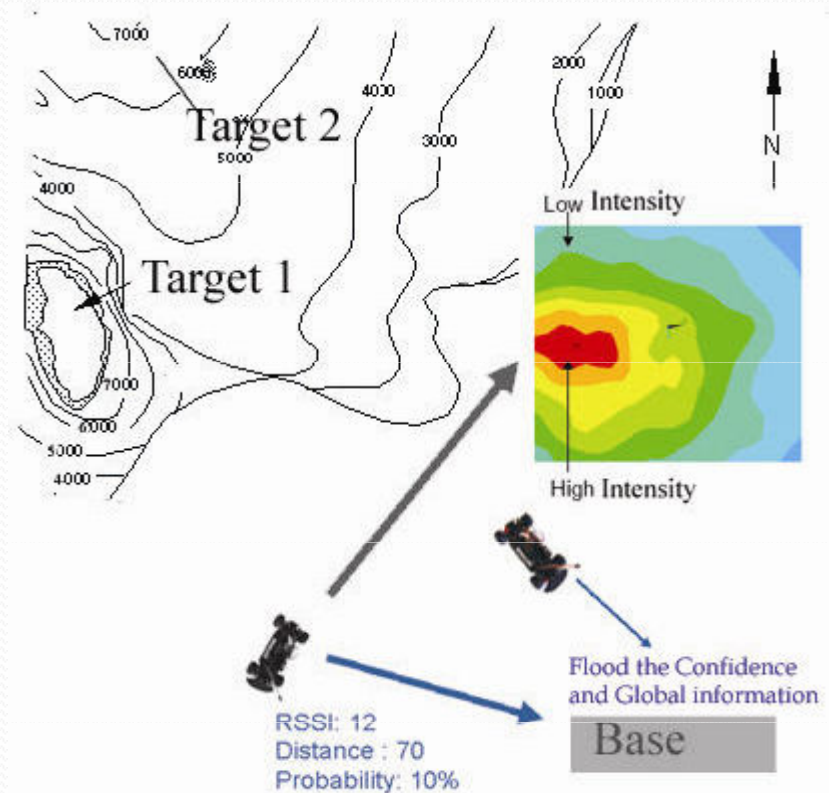 7000
6000
2000
4000
1000
Target 2
3000
5000
N
4000
Low Intensity
Target 1
7000
6000
5000
4000
High Intensity
Flood the Confidence
and Global information
RSSI: 12
Distance : 70
Probability: 10%
Base